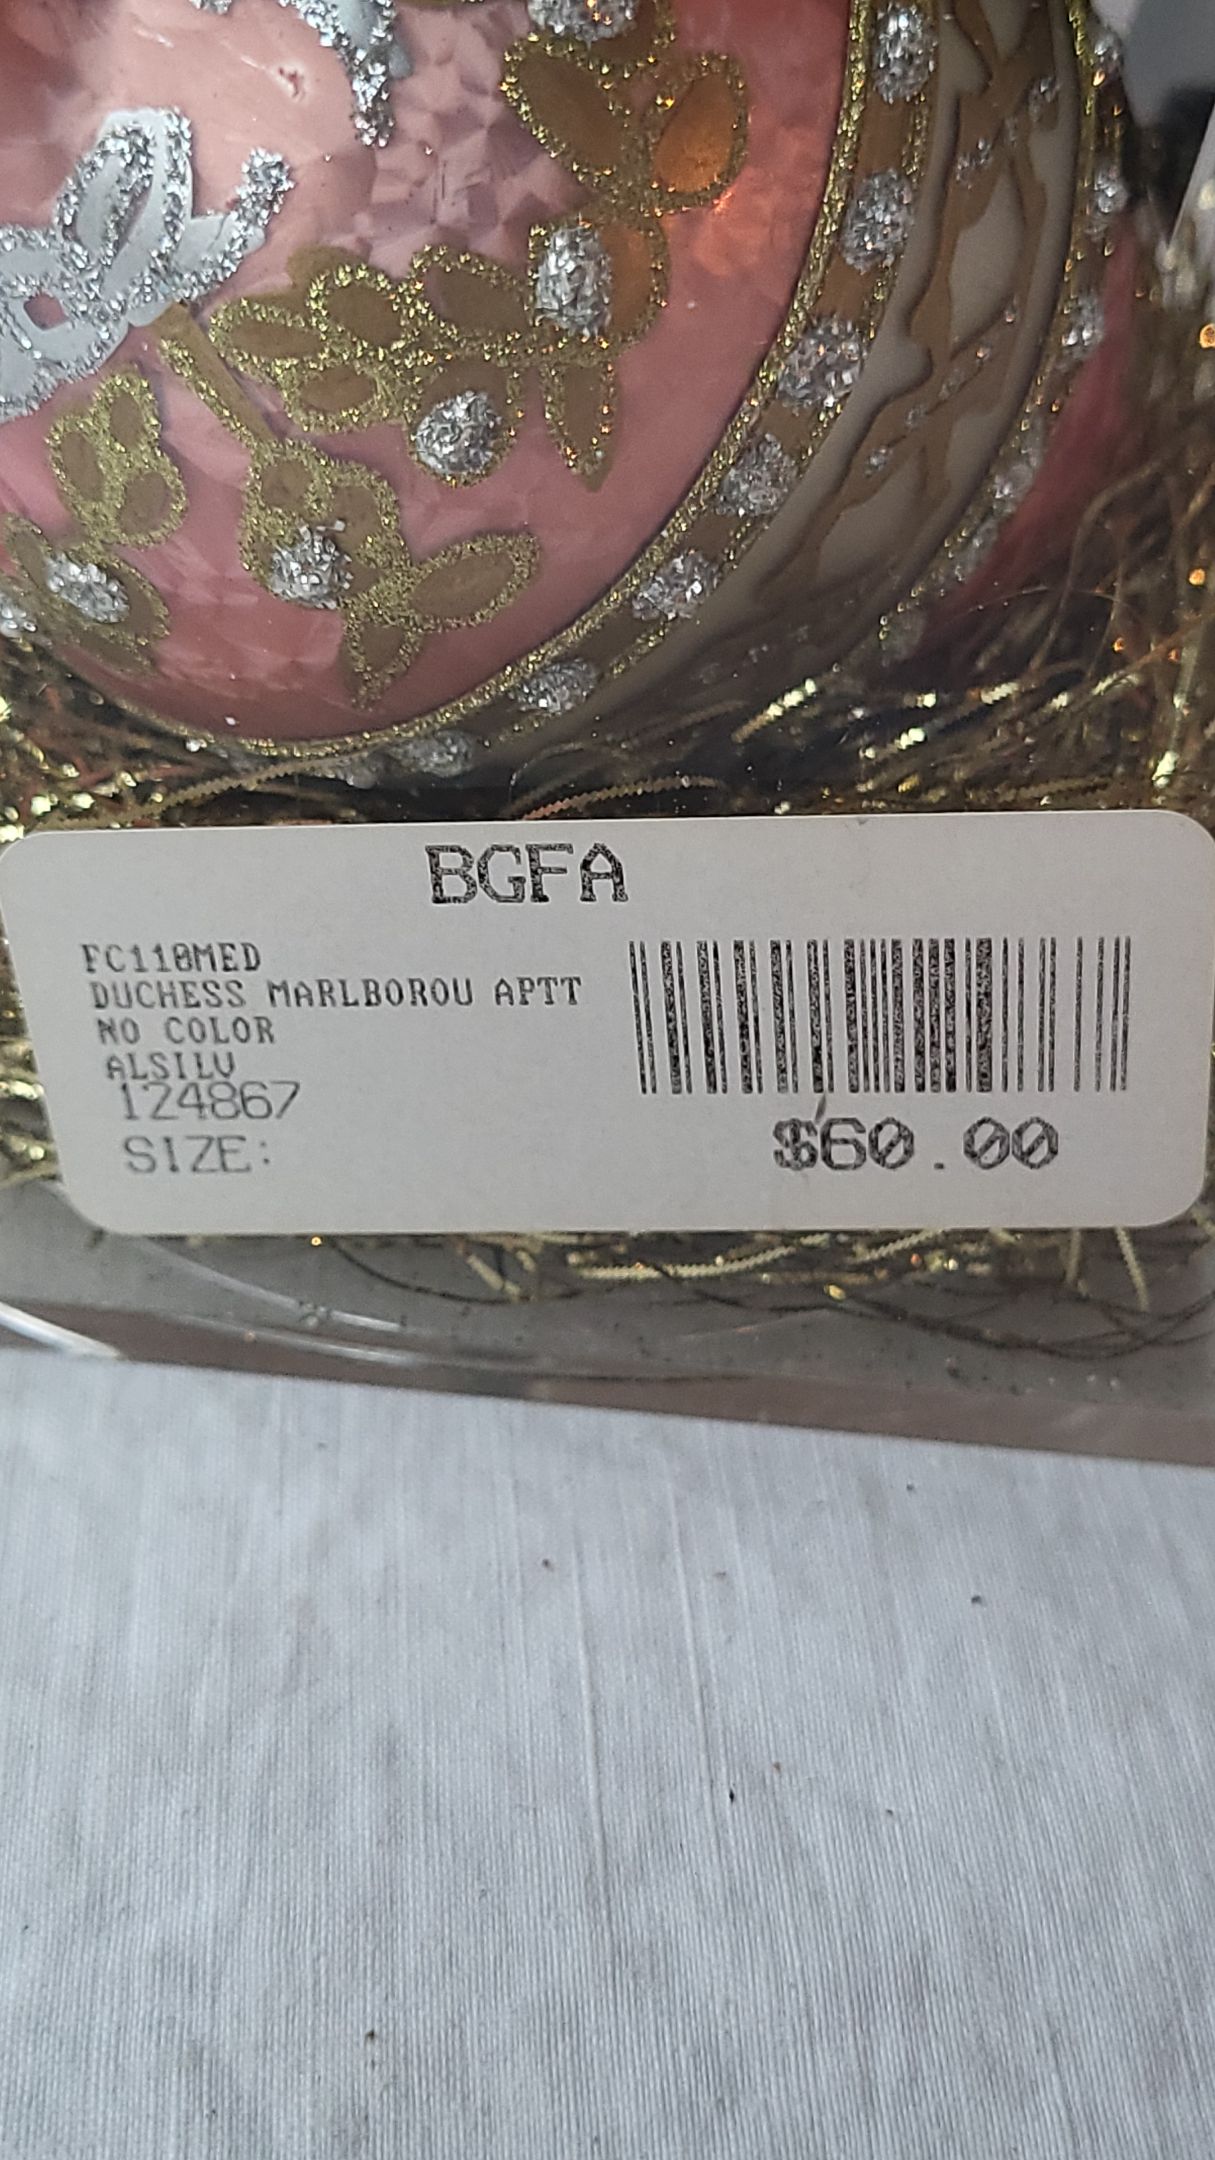 BGFA
FC110MED
DUCHESS MARLBOROU APTT
NO COLOR
ALSILV
124867
SIZE:
$60.00